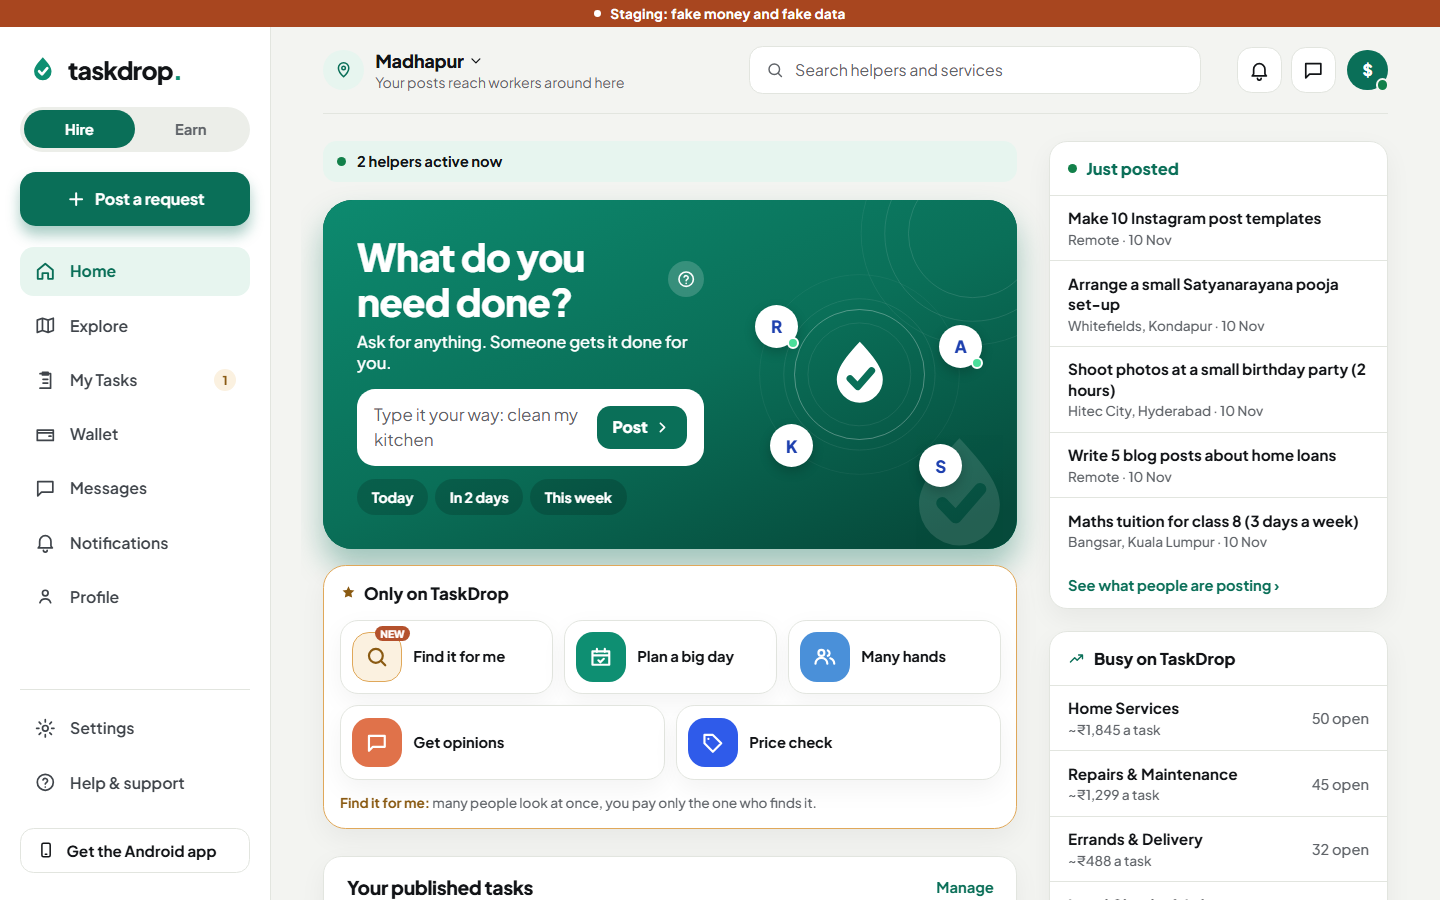 Staging: fake money and fake data
taskdrop.
Hire
Earn
Post a request
Home
Explore
My Tasks
1
Wallet
Messages
Notifications
Profile
Settings
Help & support
Get the Android app
Madhapur
Your posts reach workers around here
Search helpers and services
$
2 helpers active now
What do you
need done?
Ask for anything. Someone gets it done for
you.
Type it your way: clean my
kitchen
Post
Today
In 2 days
This week
R
A
K
S
Only on TaskDrop
NEW
Find it for me
Plan a big day
Many hands
Get opinions
Price check
Find it for me: many people look at once, you pay only the one who finds it.
Your published tasks
Manage
Just posted
Make 10 Instagram post templates
Remote · 10 Nov
Arrange a small Satyanarayana pooja
set-up
Whitefields, Kondapur · 10 Nov
Shoot photos at a small birthday party (2
hours)
Hitec City, Hyderabad · 10 Nov
Write 5 blog posts about home loans
Remote · 10 Nov
Maths tuition for class 8 (3 days a week)
Bangsar, Kuala Lumpur · 10 Nov
See what people are posting ›
Busy on TaskDrop
Home Services
~₹1,845 a task
50 open
Repairs & Maintenance
~₹1,299 a task
45 open
Errands & Delivery
~₹488 a task
32 open